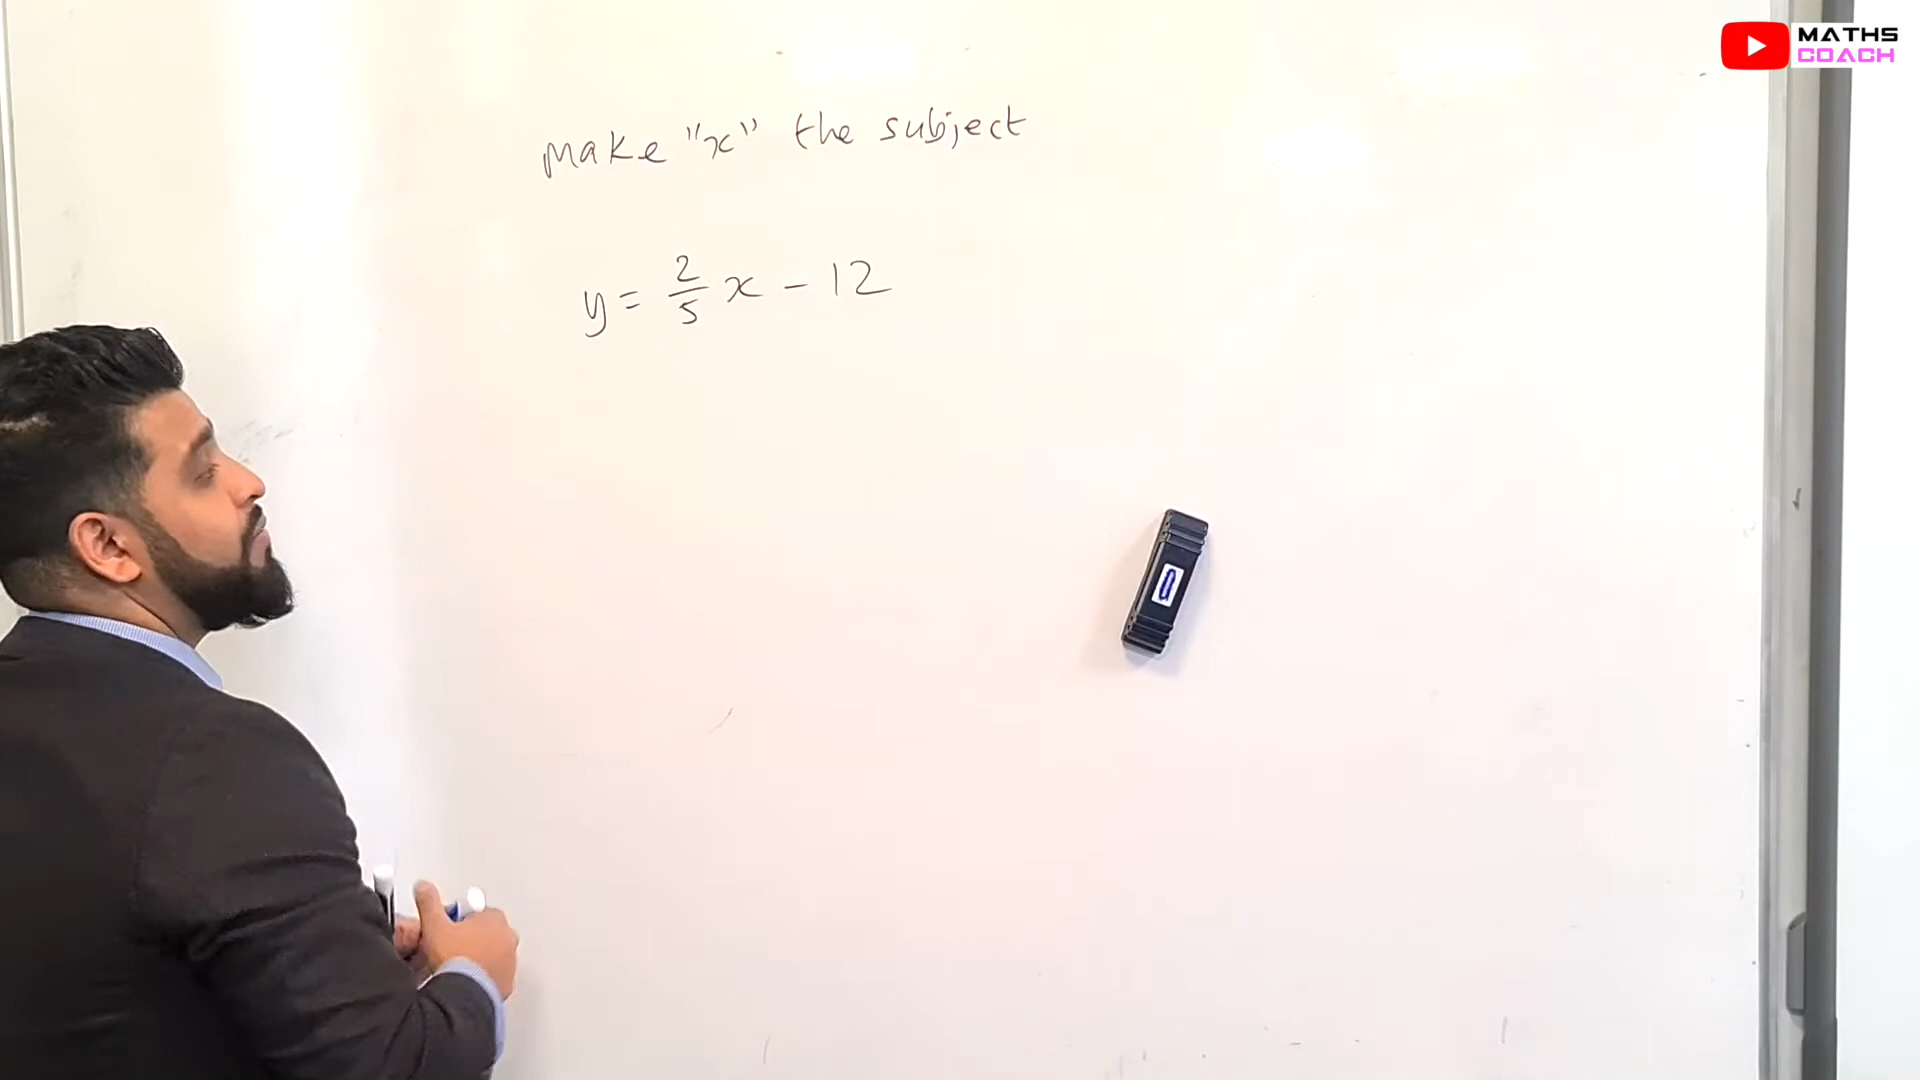 MATHS
COACH
make "x" the subject
y = 2/5 x - 12